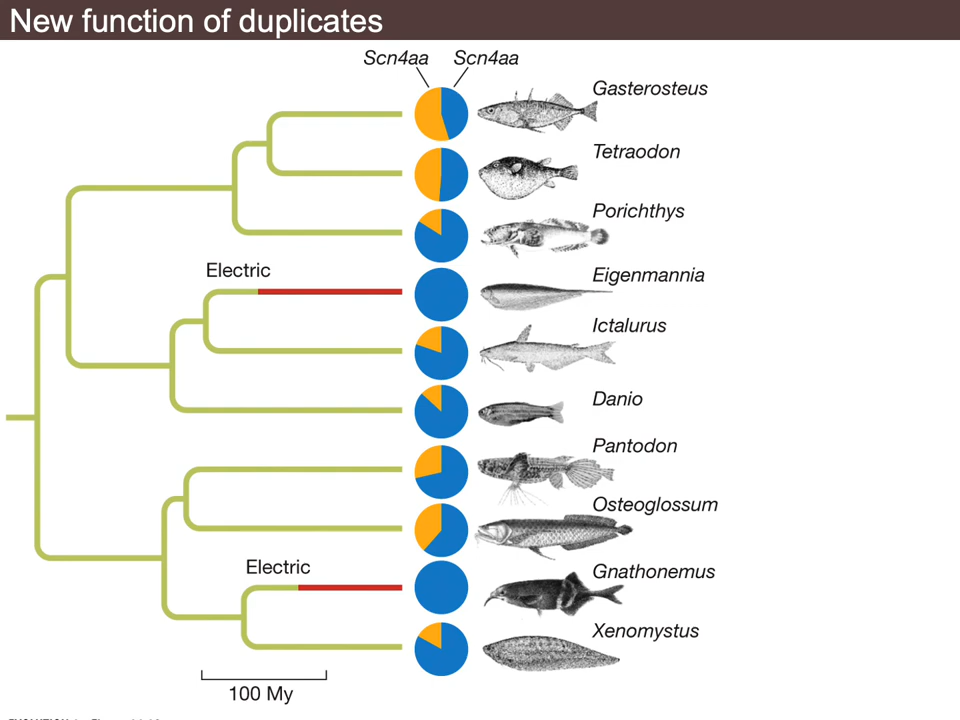 New function of duplicates
Scn4aa Scn4aa
Gasterosteus
Tetraodon
Porichthys
Electric
Eigenmannia
Ictalurus
Danio
Pantodon
Osteoglossum
Electric
Gnathonemus
Xenomystus
100 My